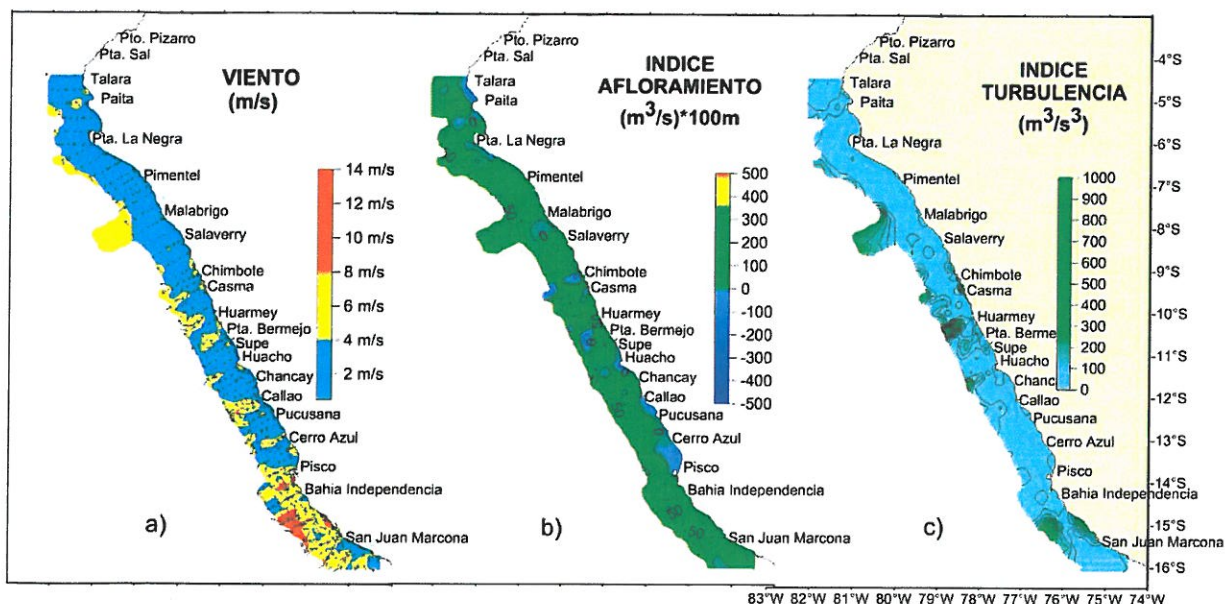 Pto. Pizarro
Pta. Sal
Talara
Paita
Pta. La Negra
Pimentel
Malabrigo
Salaverry
Chimbote
Casma
Huarmey
Pta. Bermejo
Supe
Huacho
Chancay
Callao
Pucusana
Cerro Azul
Pisco
Bahia Independencia
San Juan Marcona
VIENTO
(m/s)
14 m/s
12 m/s
10 m/s
8 m/s
6 m/s
4 m/s
2 m/s
a)
Pto. Pizarro
Pta. Sal
Talara
Paita
Pta. La Negra
Pimentel
Malabrigo
Salaverry
Chimbote
Casma
Huarmey
Pta. Bermejo
Supe
Huacho
Chancay
Callao
Pucusana
Cerro Azul
Pisco
Bahia Independencia
San Juan Marcona
INDICE
AFLORAMIENTO
(m³/s)*100m
500
400
300
200
100
0
-100
-200
-300
-400
-500
b)
Pto. Pizarro
Pta. Sal
Talara
Paita
Pta. La Negra
Pimentel
Malabrigo
Salaverry
Chimbote
Casma
Huarmey
Pta. Berme
Supe
Huacho
Chanc
Callao
Pucusana
Cerro Azul
Pisco
Bahia Independencia
San Juan Marcona
INDICE
TURBULENCIA
(m³/s³)
1000
900
800
700
600
500
400
300
200
100
0
c)
4°S
5°S
6°S
7°S
8°S
9°S
10°S
11°S
12°S
13°S
14°S
15°S
16°S
83°W 82°W 81°W 80°W 79°W 78°W 77°W 76°W 75°W 74°W